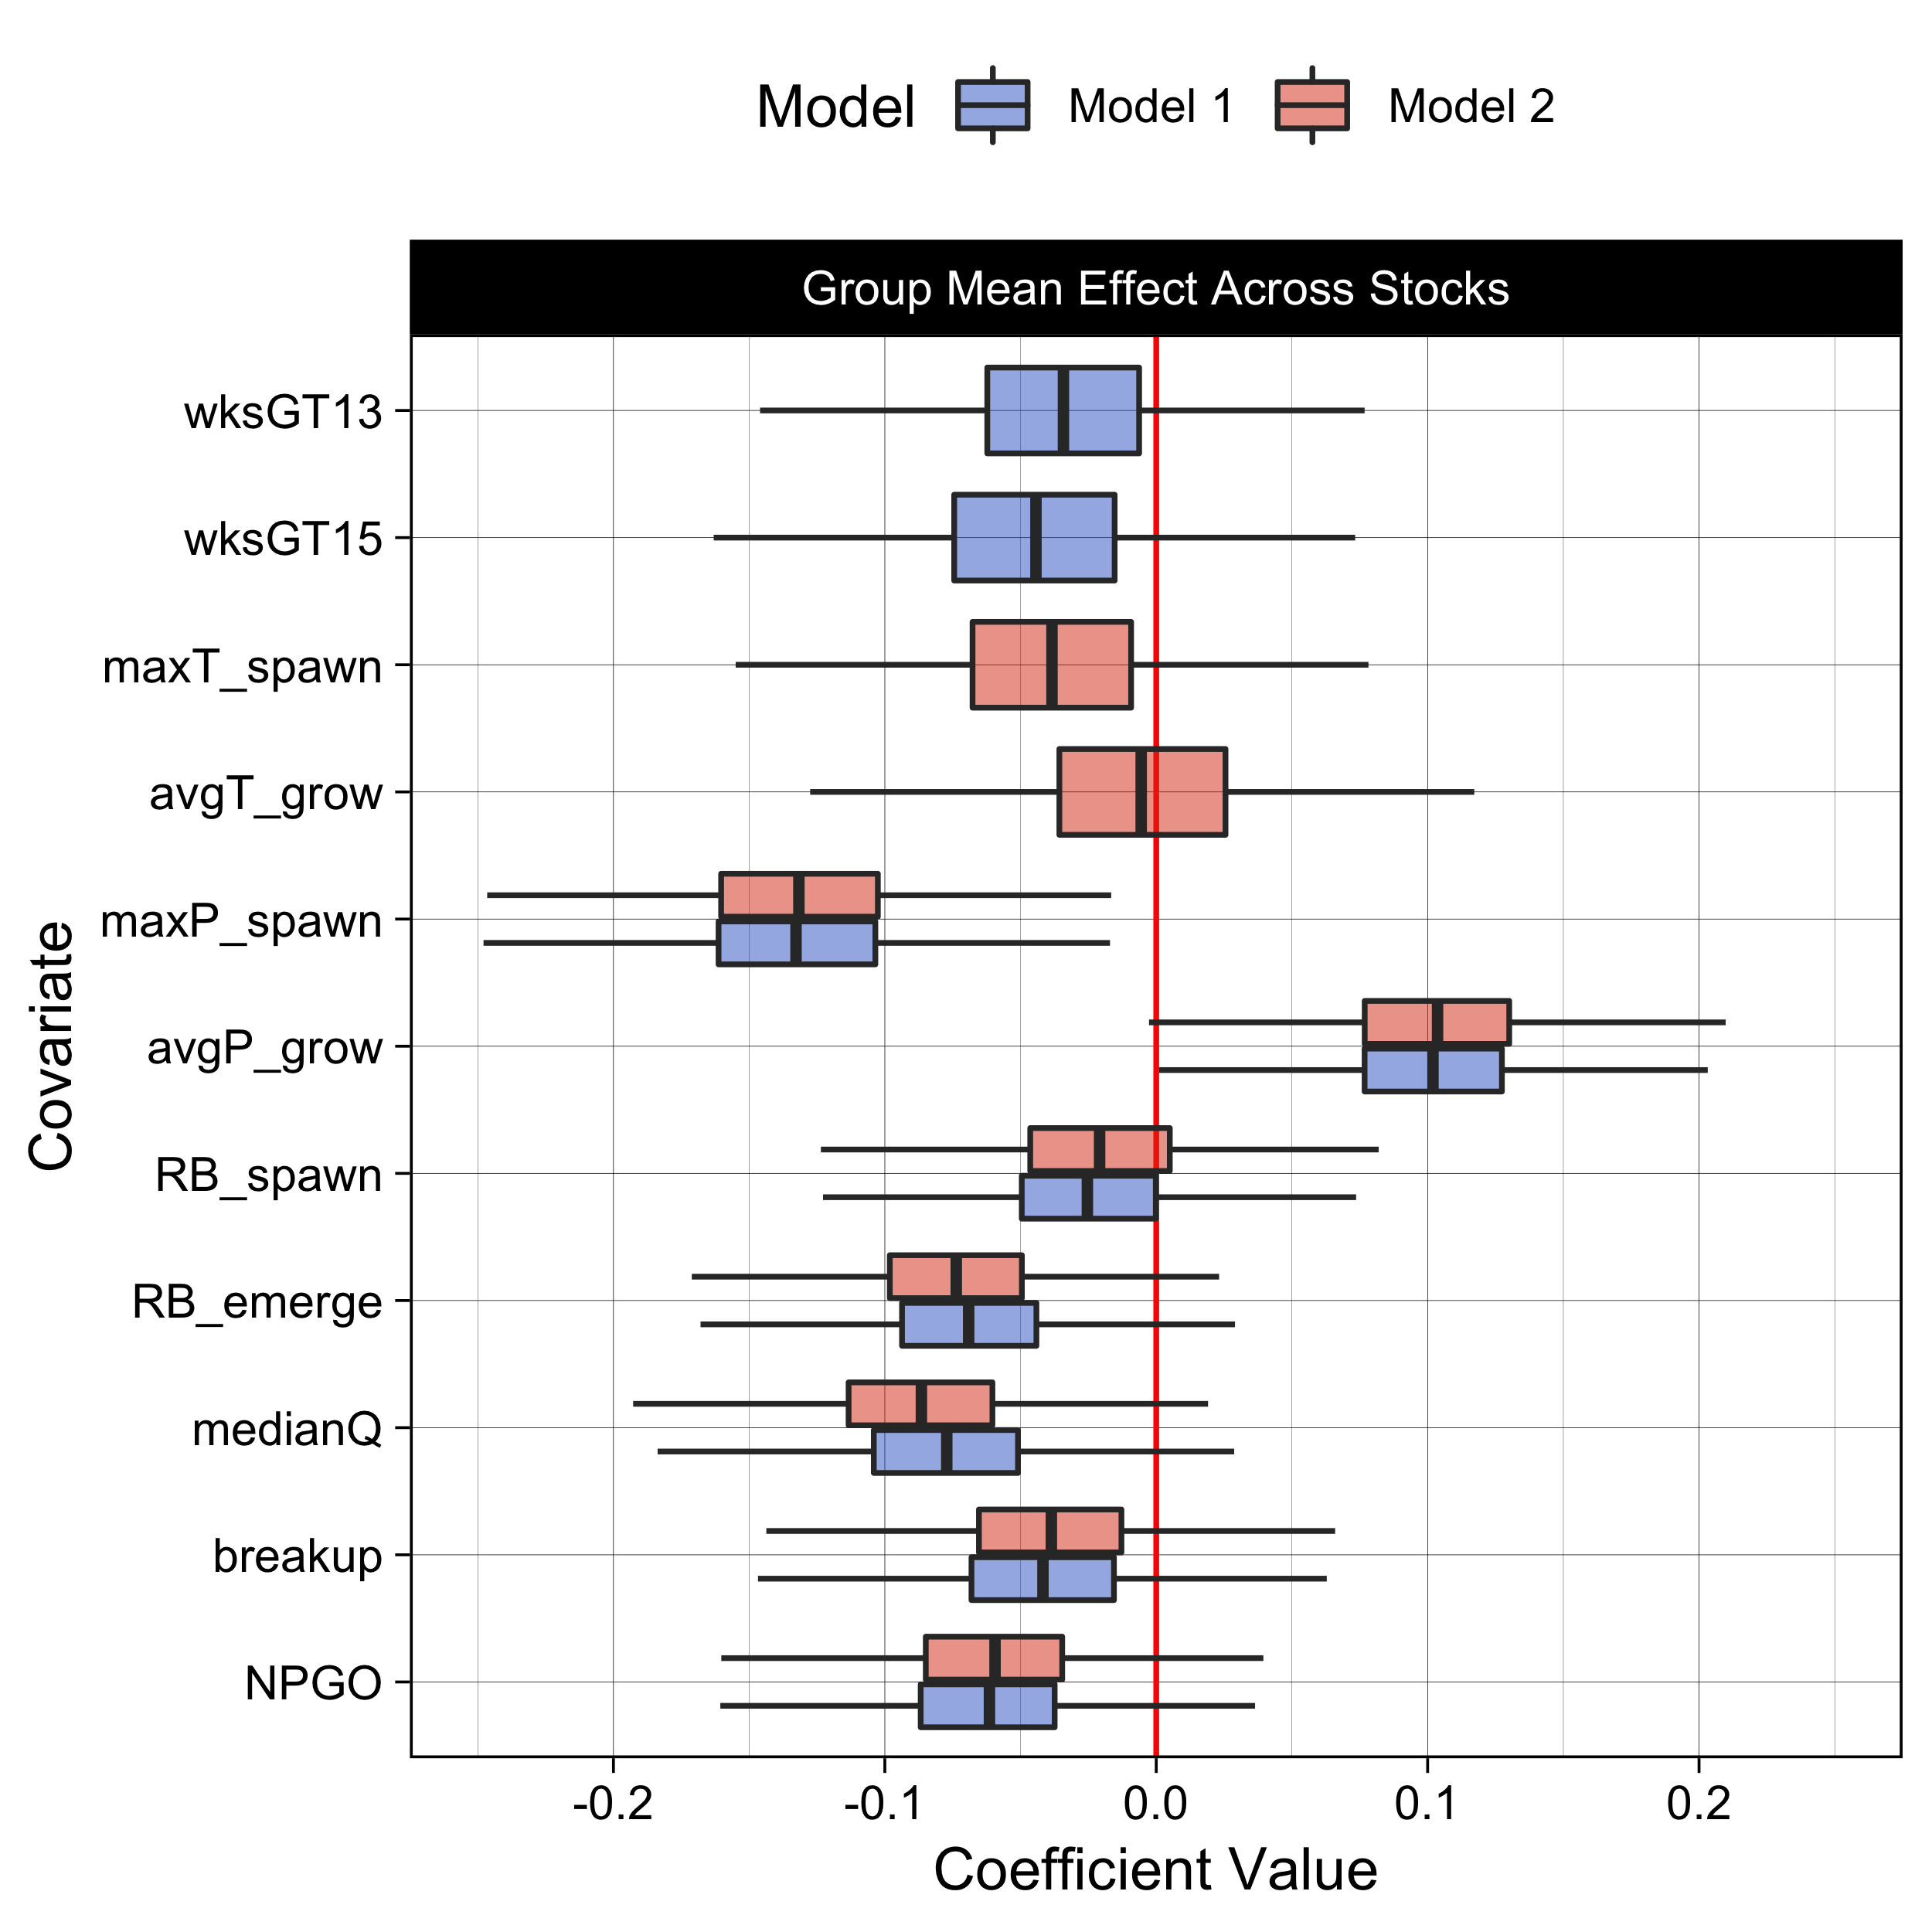 Model Model 1 Model 2
Group Mean Effect Across Stocks
Covariate
wksGT13
wksGT15
maxT_spawn
avgT_grow
maxP_spawn
avgP_grow
RB_spawn
RB_emerge
medianQ
breakup
NPGO
-0.2 -0.1 0.0 0.1 0.2
Coefficient Value